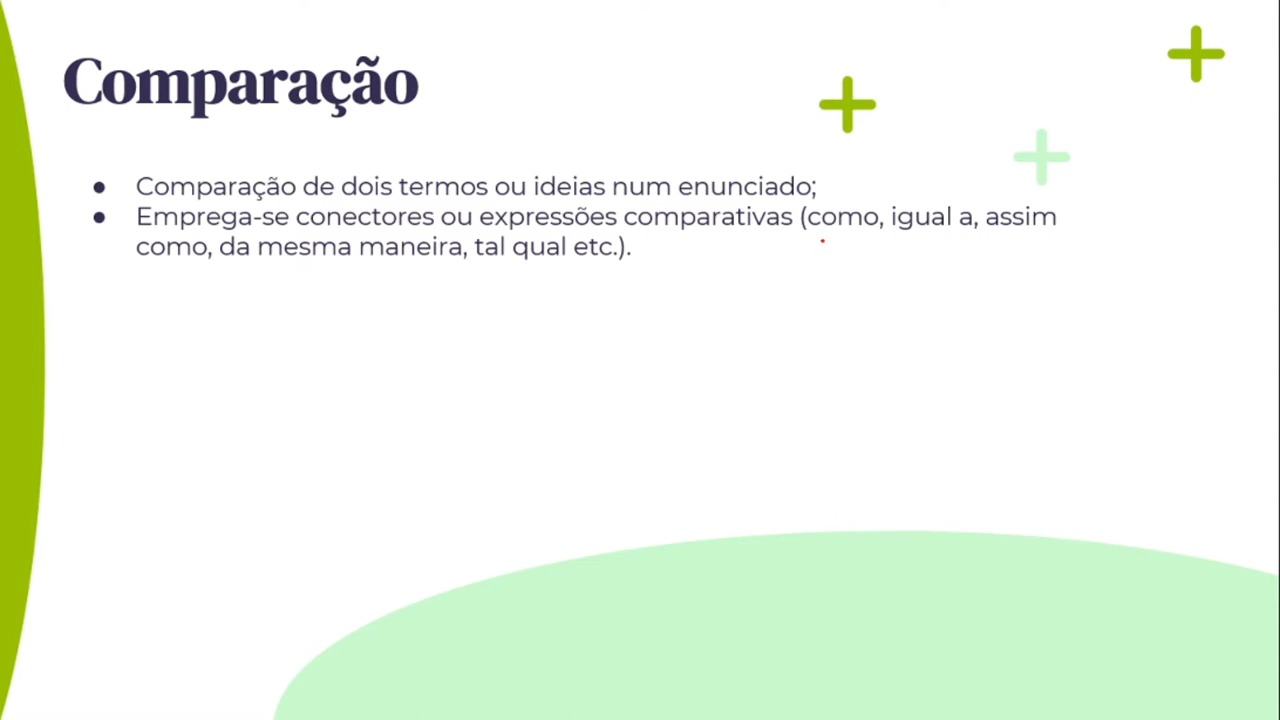 Comparação
● Comparação de dois termos ou ideias num enunciado;
● Emprega-se conectores ou expressões comparativas (como, igual a, assim
como, da mesma maneira, tal qual etc.).